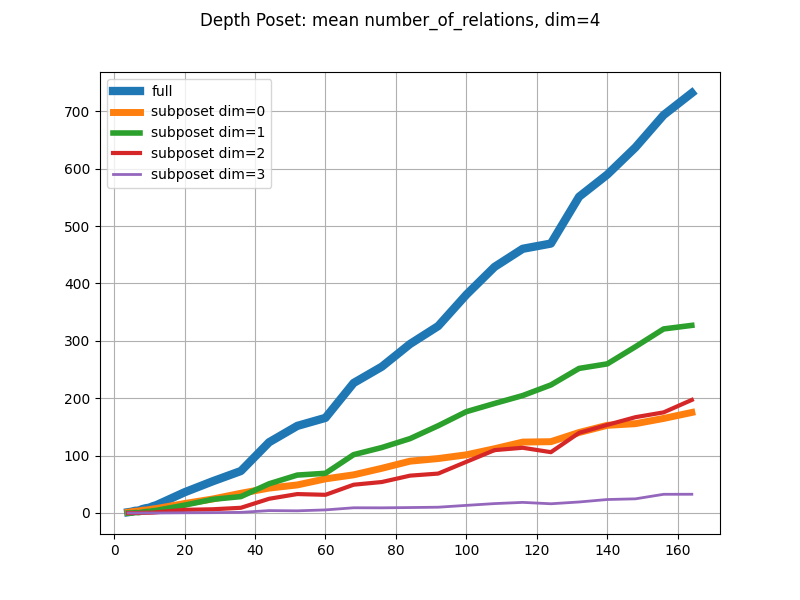 Depth Poset: mean number_of_relations, dim=4
full
subposet dim=0
subposet dim=1
subposet dim=2
subposet dim=3
700
600
500
400
300
200
100
0
0 20 40 60 80 100 120 140 160